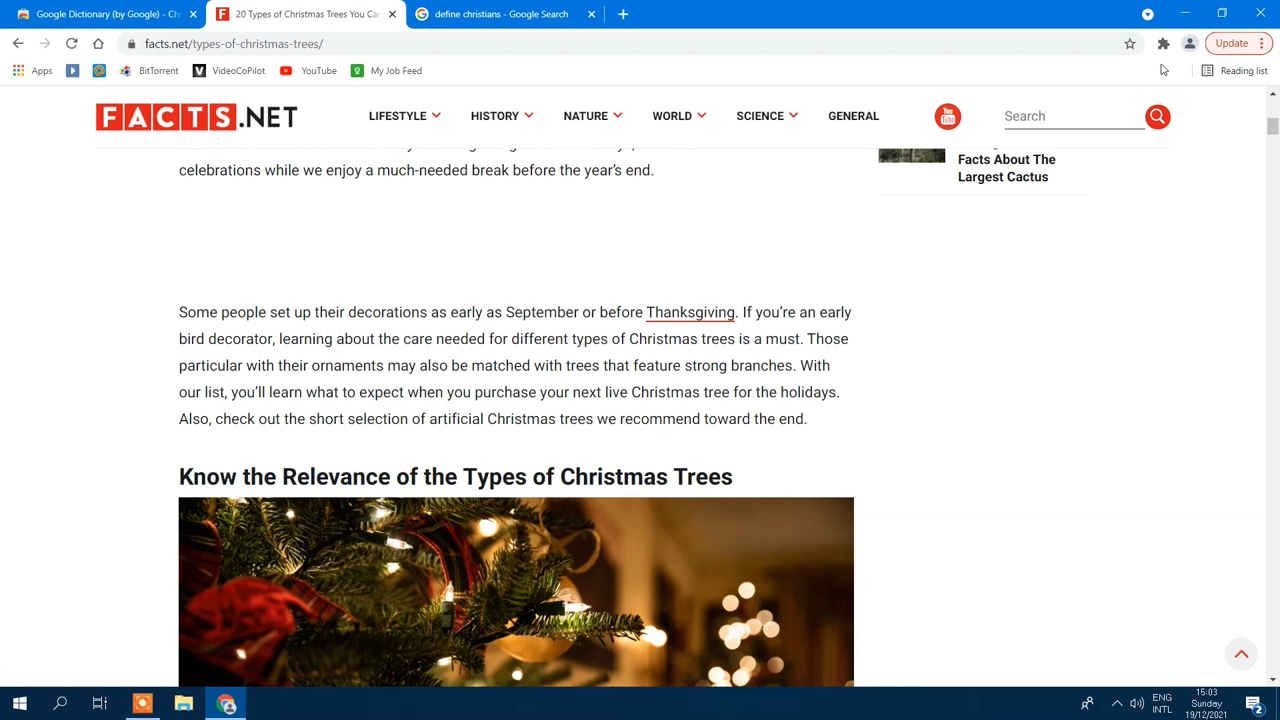 Google Dictionary (by Google) - Ch
20 Types of Christmas Trees You Can
define christians - Google Search
facts.net/types-of-christmas-trees/
Update
Apps
BitTorrent
VideoCoPilot
YouTube
My Job Feed
Reading list
FACTS.NET
LIFESTYLE
HISTORY
NATURE
WORLD
SCIENCE
GENERAL
You Tube
Search
celebrations while we enjoy a much-needed break before the year's end.
Facts About The
Largest Cactus
Some people set up their decorations as early as September or before Thanksgiving. If you're an early
bird decorator, learning about the care needed for different types of Christmas trees is a must. Those
particular with their ornaments may also be matched with trees that feature strong branches. With
our list, you'll learn what to expect when you purchase your next live Christmas tree for the holidays.
Also, check out the short selection of artificial Christmas trees we recommend toward the end.
Know the Relevance of the Types of Christmas Trees
ENG
INTL
15:03
Sunday
19/12/2021
2